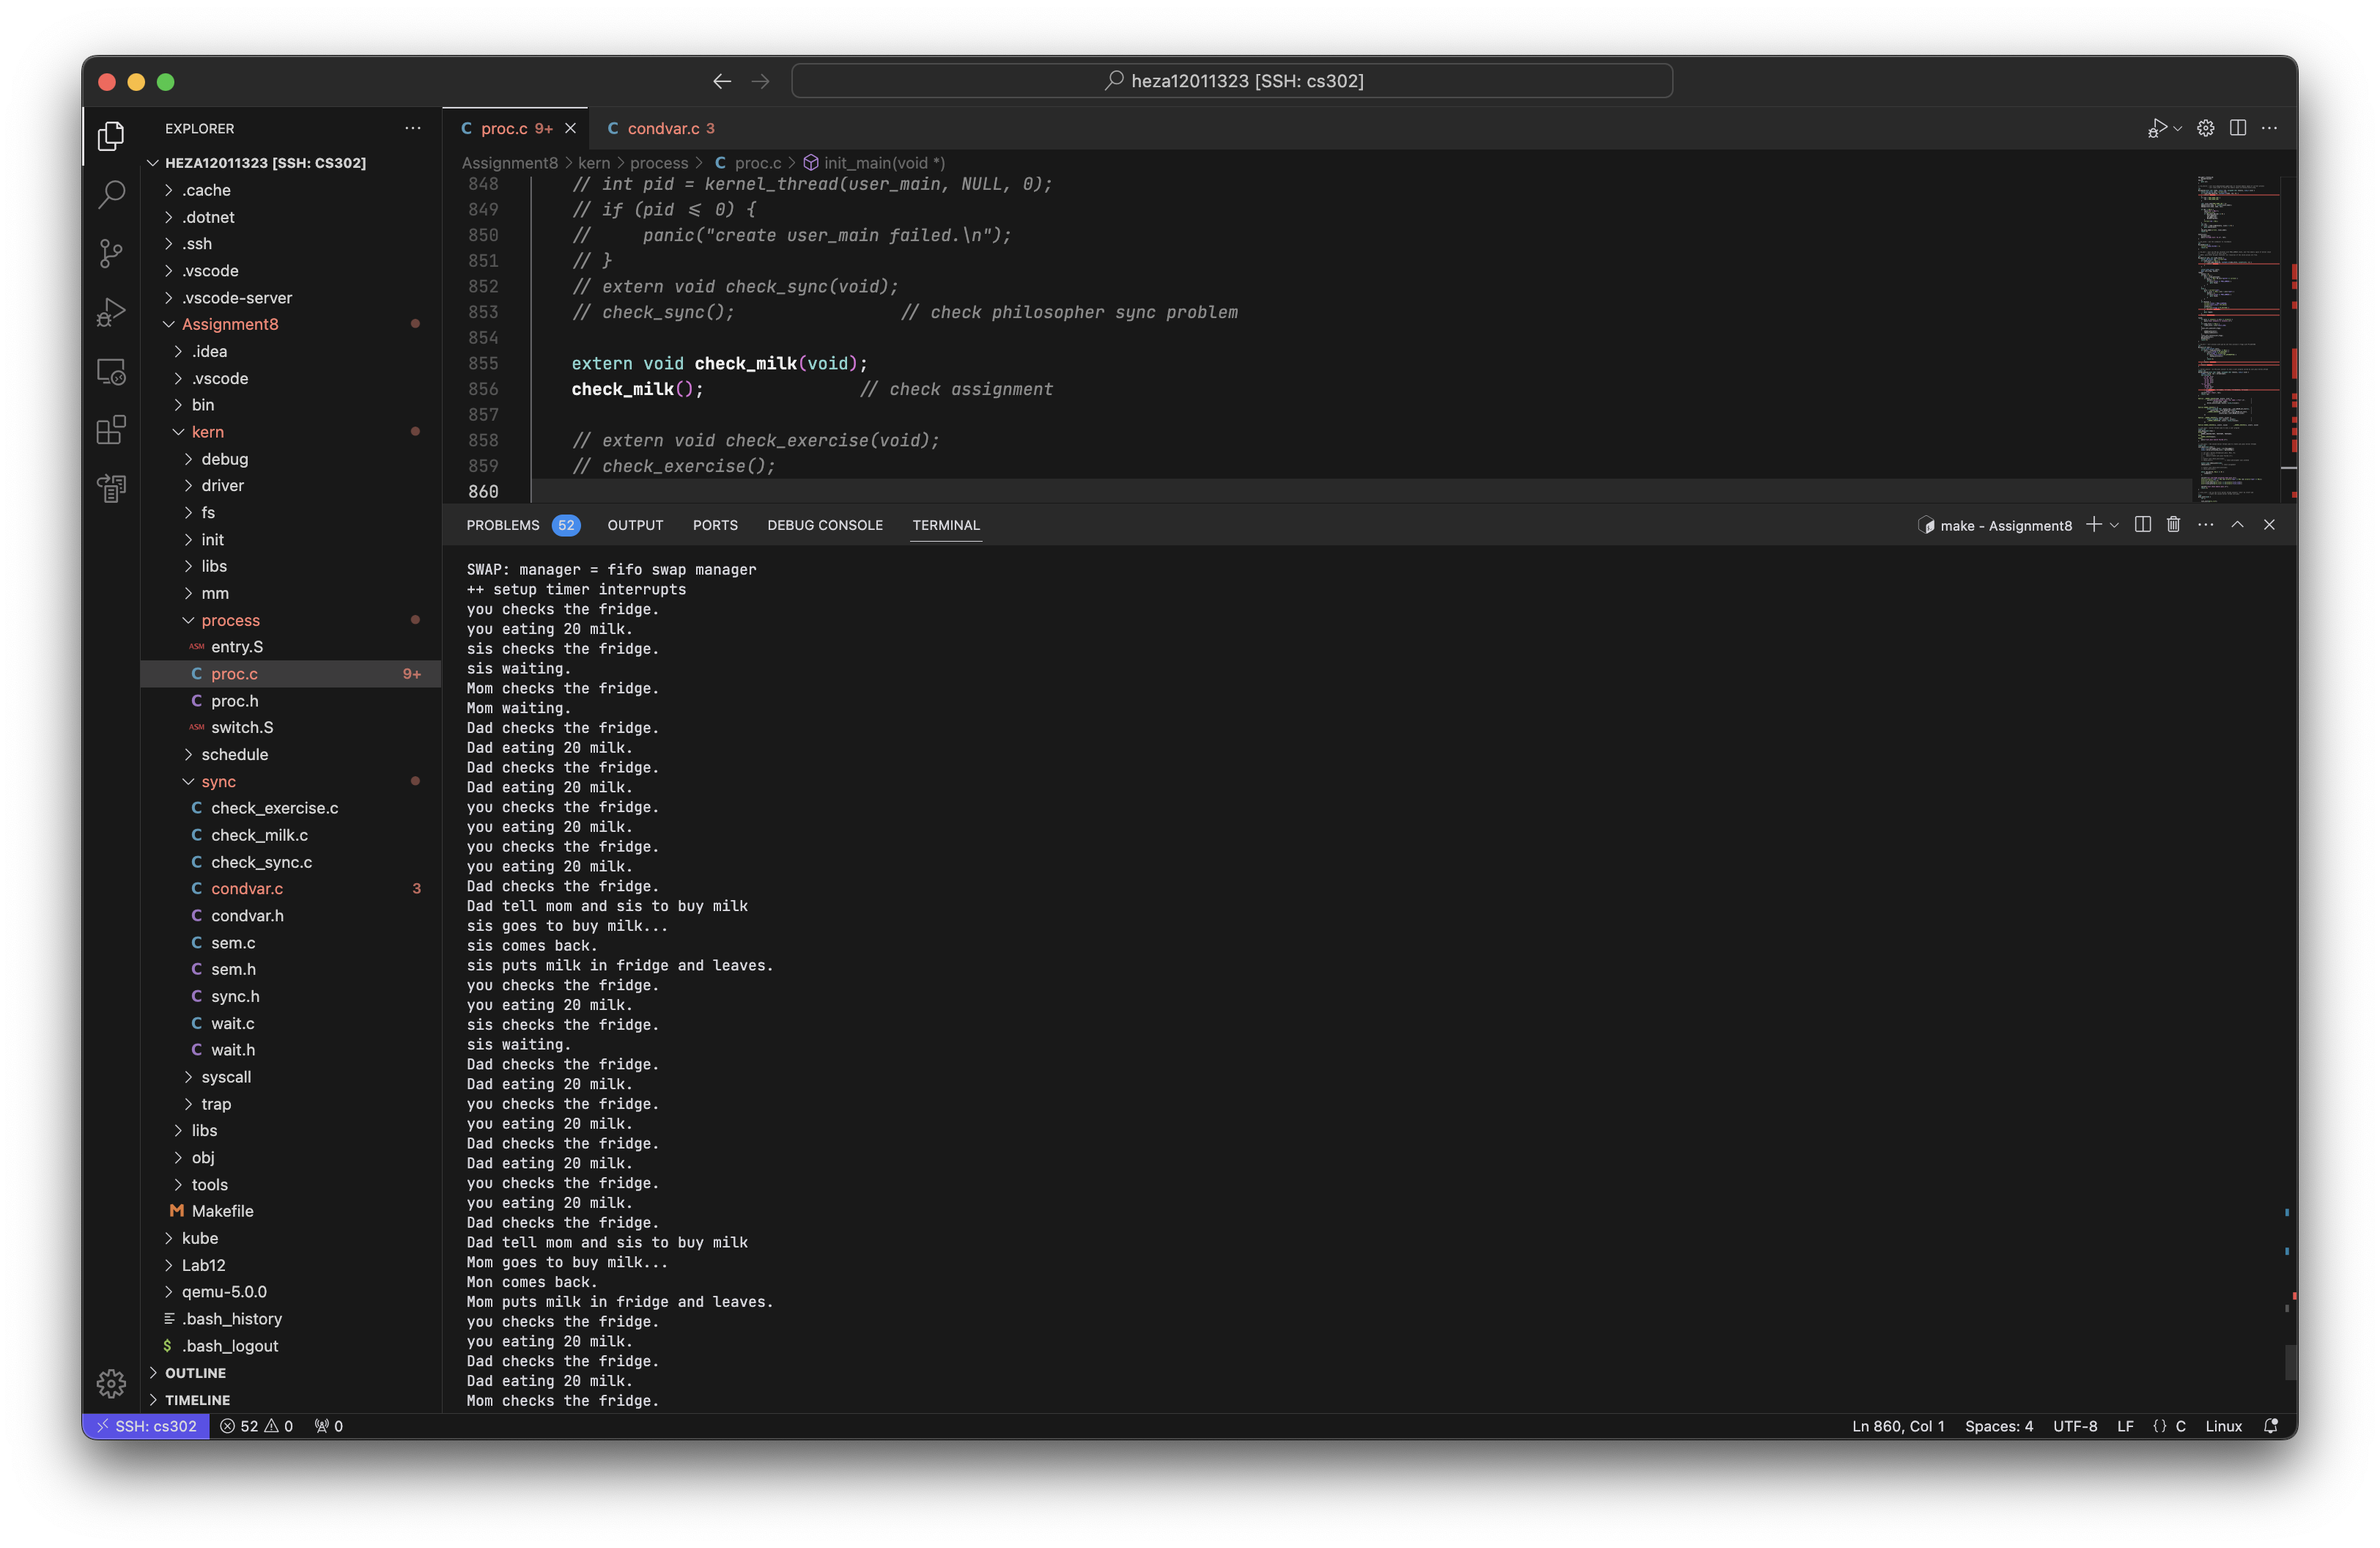 heza12011323 [SSH: cs302]
EXPLORER
HEZA12011323 [SSH: CS302]
.cache
.dotnet
.ssh
.vscode
.vscode-server
Assignment8
.idea
.vscode
bin
kern
debug
driver
fs
init
libs
mm
process
ASM entry.S
C proc.c 9+
C proc.h
ASM switch.S
schedule
sync
C check_exercise.c
C check_milk.c
C check_sync.c
C condvar.c 3
C condvar.h
C sem.c
C sem.h
C sync.h
C wait.c
C wait.h
syscall
trap
libs
obj
tools
M Makefile
kube
Lab12
qemu-5.0.0
.bash_history
$ .bash_logout
OUTLINE
TIMELINE
C proc.c 9+
C condvar.c 3
Assignment8 > kern > process > C proc.c > init_main(void *)
848 // int pid = kernel_thread(user_main, NULL, 0);
849 // if (pid <= 0) {
850 //     panic("create user_main failed.\n");
851 // }
852 // extern void check_sync(void);
853 // check_sync(); // check philosopher sync problem
854
855 extern void check_milk(void);
856 check_milk(); // check assignment
857
858 // extern void check_exercise(void);
859 // check_exercise();
860
PROBLEMS 52 OUTPUT PORTS DEBUG CONSOLE TERMINAL
make - Assignment8
SWAP: manager = fifo swap manager
++ setup timer interrupts
you checks the fridge.
you eating 20 milk.
sis checks the fridge.
sis waiting.
Mom checks the fridge.
Mom waiting.
Dad checks the fridge.
Dad eating 20 milk.
Dad checks the fridge.
Dad eating 20 milk.
you checks the fridge.
you eating 20 milk.
you checks the fridge.
you eating 20 milk.
Dad checks the fridge.
Dad tell mom and sis to buy milk
sis goes to buy milk...
sis comes back.
sis puts milk in fridge and leaves.
you checks the fridge.
you eating 20 milk.
sis checks the fridge.
sis waiting.
Dad checks the fridge.
Dad eating 20 milk.
you checks the fridge.
you eating 20 milk.
Dad checks the fridge.
Dad eating 20 milk.
you checks the fridge.
you eating 20 milk.
Dad checks the fridge.
Dad tell mom and sis to buy milk
Mom goes to buy milk...
Mon comes back.
Mom puts milk in fridge and leaves.
you checks the fridge.
you eating 20 milk.
Dad checks the fridge.
Dad eating 20 milk.
Mom checks the fridge.
SSH: cs302 52 0 0 Ln 860, Col 1 Spaces: 4 UTF-8 LF {} C Linux